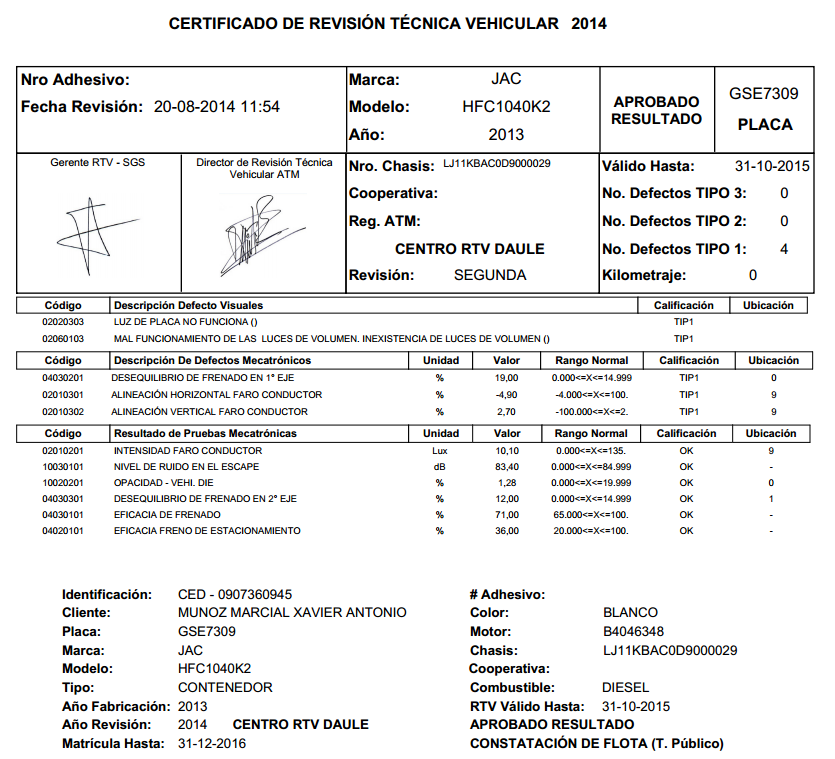 CERTIFICADO DE REVISIÓN TÉCNICA VEHICULAR 2014
Nro Adhesivo:
Fecha Revisión: 20-08-2014 11:54
Marca: JAC
Modelo: HFC1040K2
Año: 2013
APROBADO
RESULTADO
GSE7309
PLACA
Gerente RTV - SGS
Director de Revisión Técnica
Vehicular ATM
Nro. Chasis: LJ11KBAC0D9000029
Cooperativa:
Reg. ATM:
CENTRO RTV DAULE
Revisión: SEGUNDA
Válido Hasta: 31-10-2015
No. Defectos TIPO 3: 0
No. Defectos TIPO 2: 0
No. Defectos TIPO 1: 4
Kilometraje: 0
Código Descripción Defecto Visuales Calificación Ubicación
02020303 LUZ DE PLACA NO FUNCIONA () TIP1
02060103 MAL FUNCIONAMIENTO DE LAS LUCES DE VOLUMEN. INEXISTENCIA DE LUCES DE VOLUMEN () TIP1
Código Descripción De Defectos Mecatrónicos Unidad Valor Rango Normal Calificación Ubicación
04030201 DESEQUILIBRIO DE FRENADO EN 1° EJE % 19,00 0.000<=X<=14.999 TIP1 0
02010301 ALINEACIÓN HORIZONTAL FARO CONDUCTOR % -4,90 -4.000<=X<=100. TIP1 9
02010302 ALINEACIÓN VERTICAL FARO CONDUCTOR % 2,70 -100.000<=X<=2. TIP1 9
Código Resultado de Pruebas Mecatrónicas Unidad Valor Rango Normal Calificación Ubicación
02010201 INTENSIDAD FARO CONDUCTOR Lux 10,10 0.000<=X<=135. OK 9
10030101 NIVEL DE RUIDO EN EL ESCAPE dB 83,40 0.000<=X<=84.999 OK -
10020201 OPACIDAD - VEHI. DIE % 1,28 0.000<=X<=19.999 OK 0
04030301 DESEQUILIBRIO DE FRENADO EN 2° EJE % 12,00 0.000<=X<=14.999 OK 1
04030101 EFICACIA DE FRENADO % 71,00 65.000<=X<=100. OK -
04020101 EFICACIA FRENO DE ESTACIONAMIENTO % 36,00 20.000<=X<=100. OK -
Identificación: CED - 0907360945
Cliente: MUNOZ MARCIAL XAVIER ANTONIO
Placa: GSE7309
Marca: JAC
Modelo: HFC1040K2
Tipo: CONTENEDOR
Año Fabricación: 2013
Año Revisión: 2014 CENTRO RTV DAULE
Matrícula Hasta: 31-12-2016
# Adhesivo:
Color: BLANCO
Motor: B4046348
Chasis: LJ11KBAC0D9000029
Cooperativa:
Combustible: DIESEL
RTV Válido Hasta: 31-10-2015
APROBADO RESULTADO
CONSTATACIÓN DE FLOTA (T. Público)